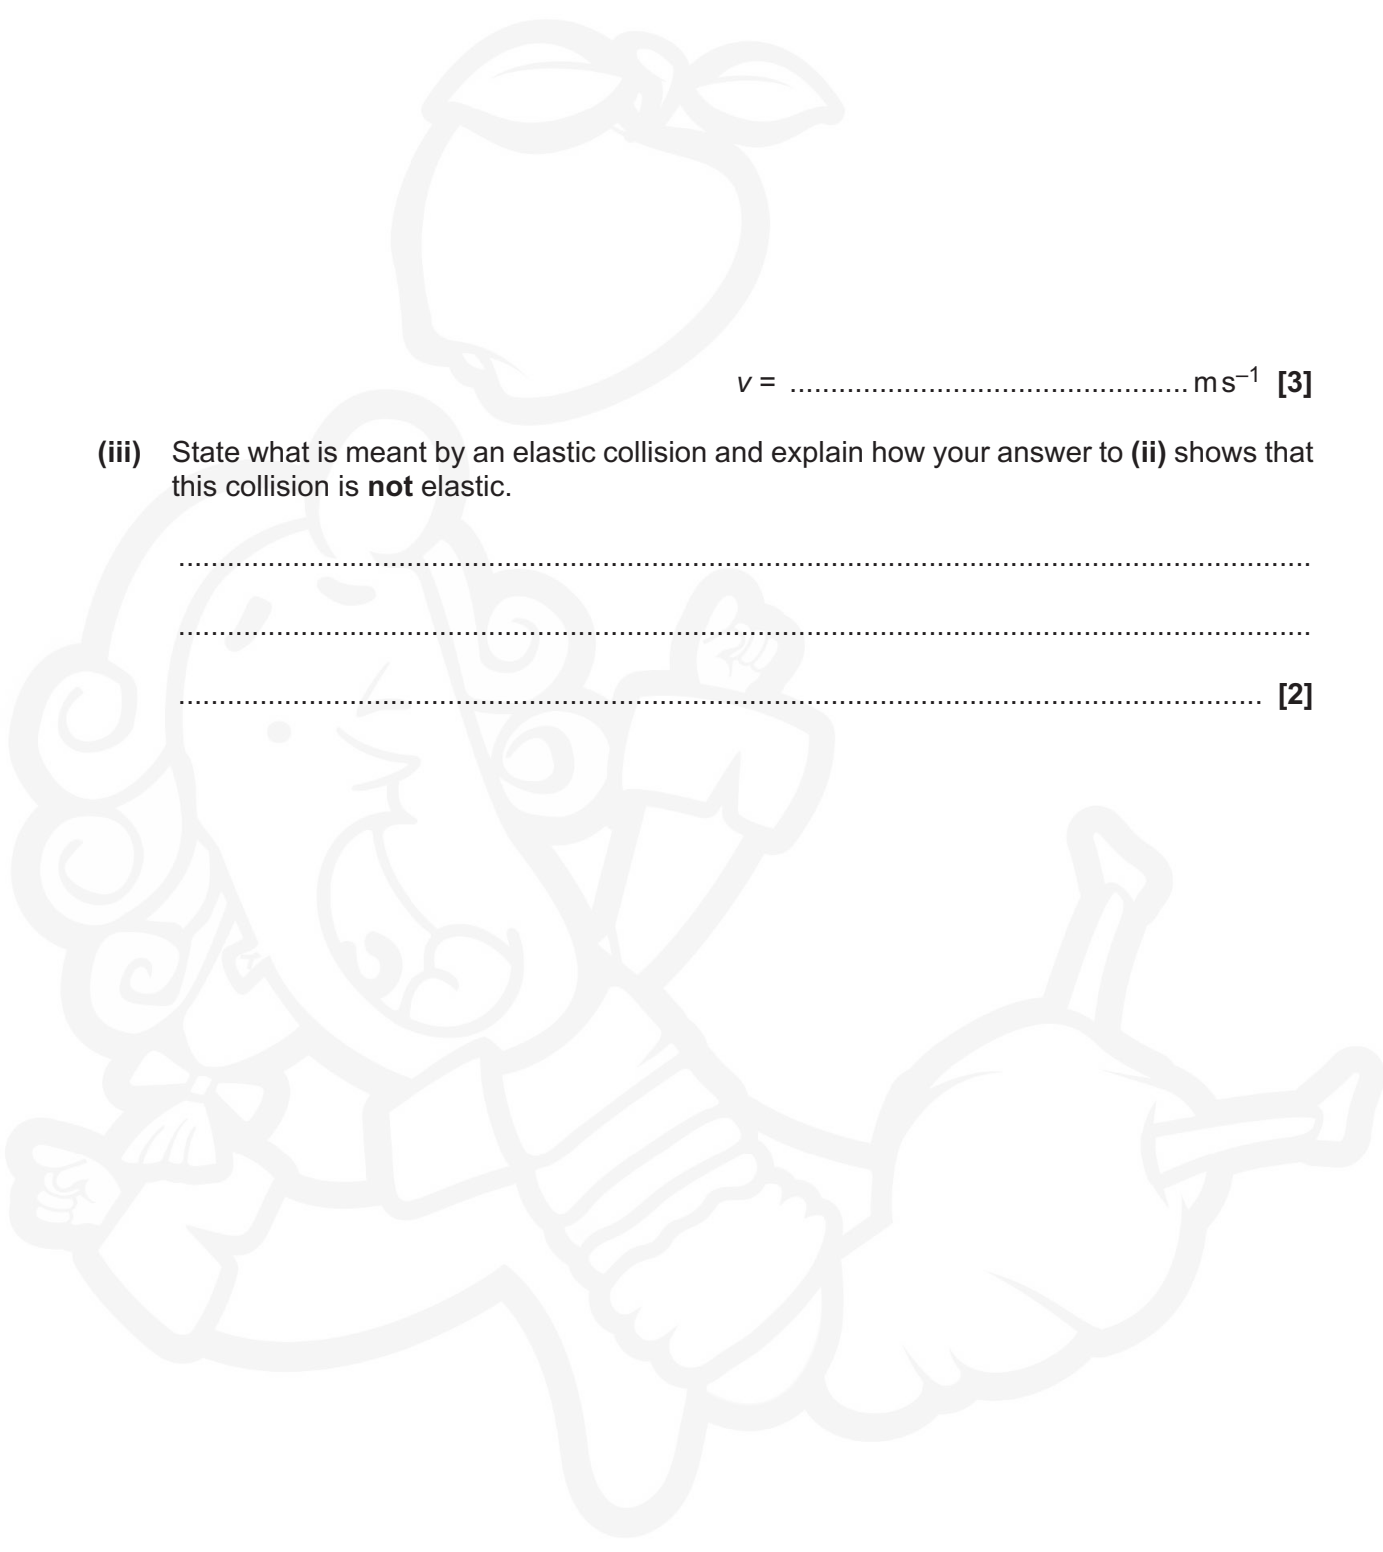 v = ................................................. m s⁻¹ [3]
(iii) State what is meant by an elastic collision and explain how your answer to (ii) shows that
this collision is not elastic.
...........................................................................................................................................
...........................................................................................................................................
..................................................................................................................................... [2]